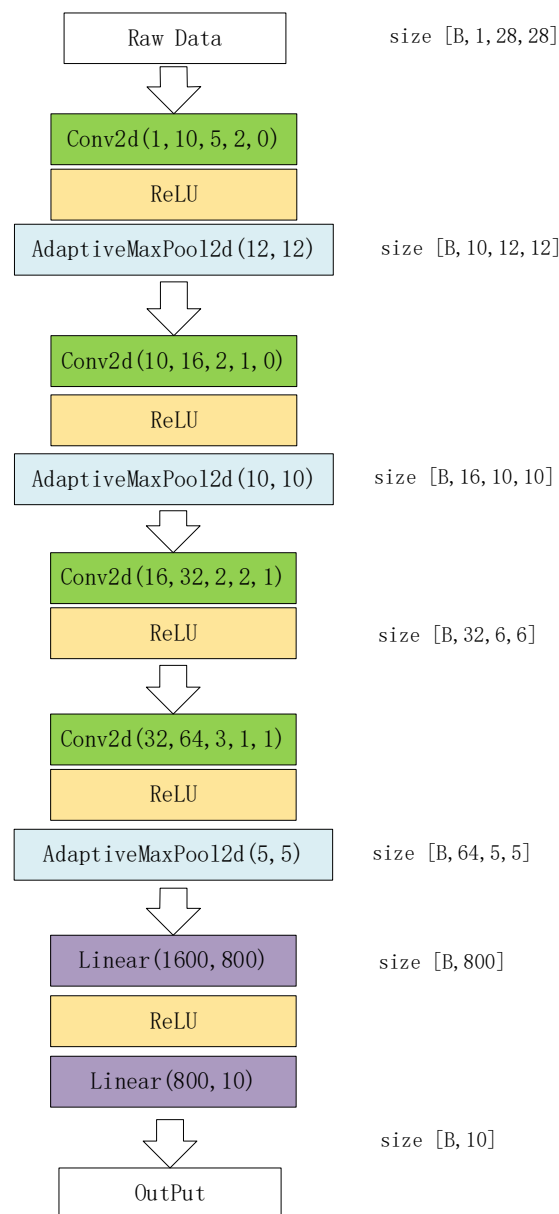 Raw Data size [B,1,28,28]
Conv2d(1,10,5,2,0)
ReLU
AdaptiveMaxPool2d(12,12) size [B,10,12,12]
Conv2d(10,16,2,1,0)
ReLU
AdaptiveMaxPool2d(10,10) size [B,16,10,10]
Conv2d(16,32,2,2,1)
ReLU size [B,32,6,6]
Conv2d(32,64,3,1,1)
ReLU
AdaptiveMaxPool2d(5,5) size [B,64,5,5]
Linear(1600,800) size [B,800]
ReLU
Linear(800,10)
size [B,10]
OutPut